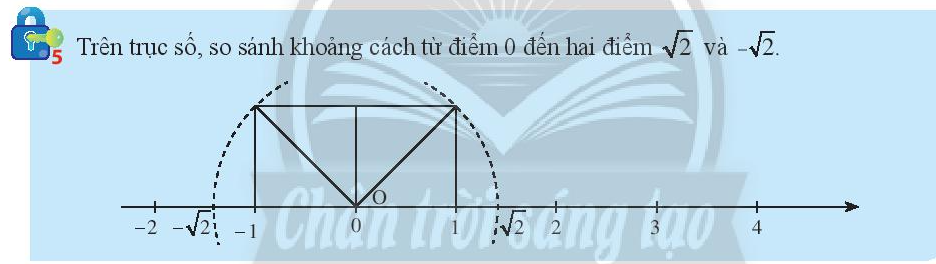 5 Trên trục số, so sánh khoảng cách từ điểm 0 đến hai điểm √2 và –√2.
O
–2 –√2 –1 0 1 √2 2 3 4
Chân trời sáng tạo